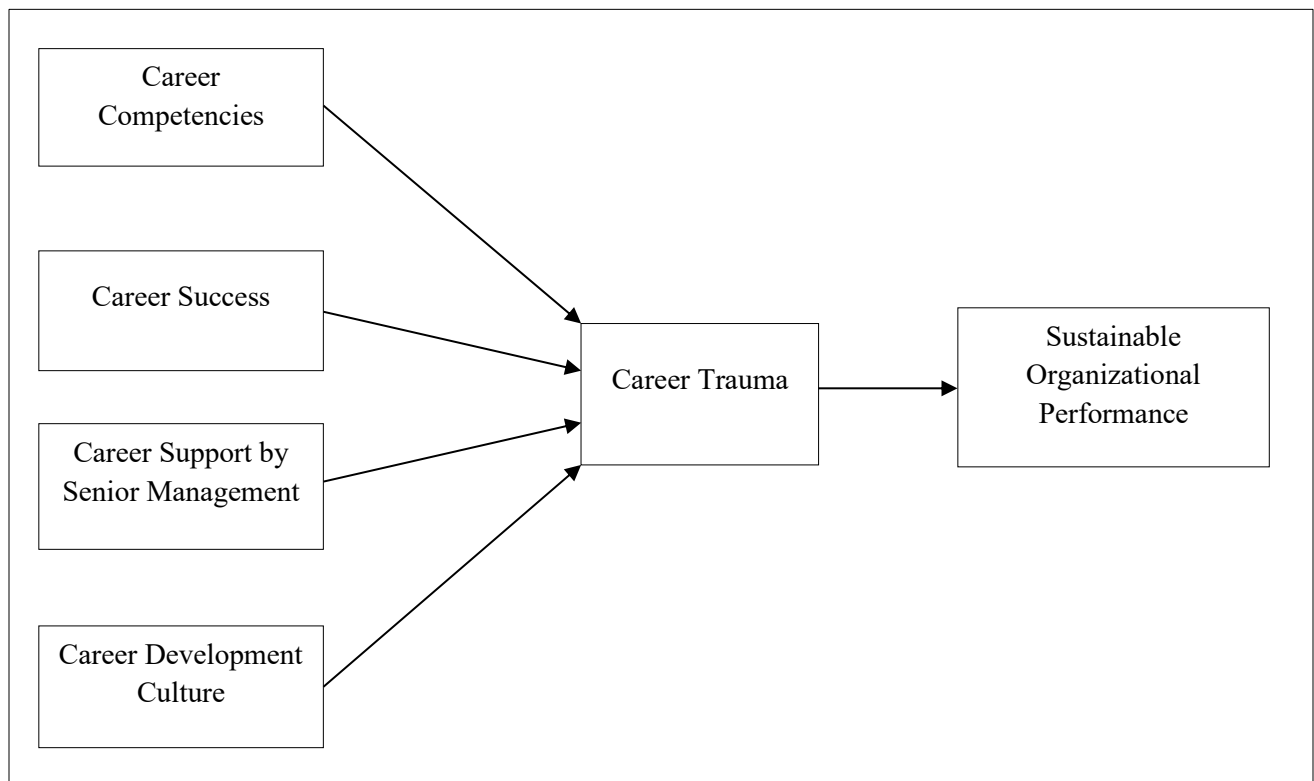 Career
Competencies
Career Success
Career Support by
Senior Management
Career Development
Culture
Career Trauma
Sustainable
Organizational
Performance